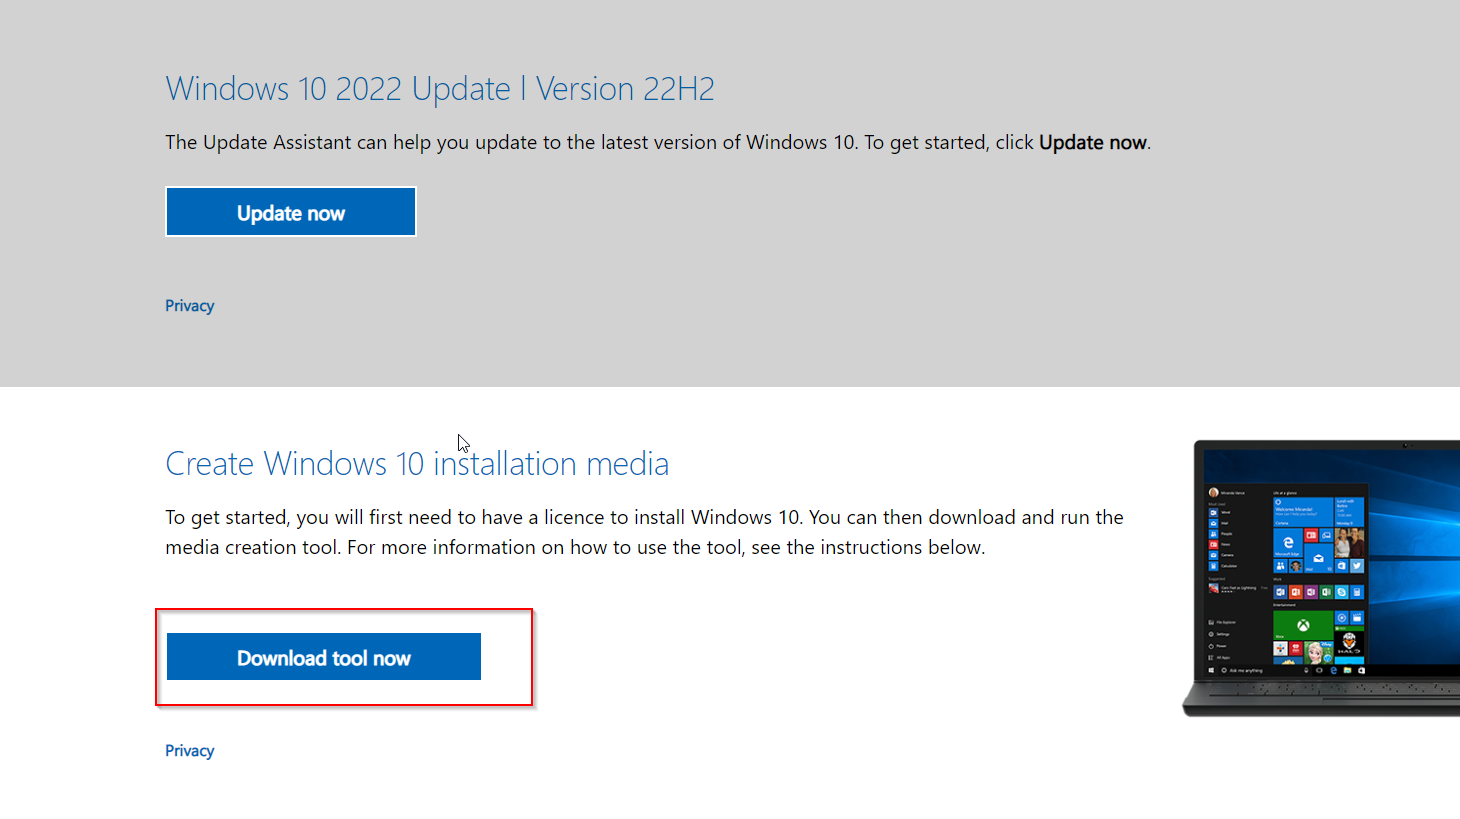 Windows 10 2022 Update | Version 22H2
The Update Assistant can help you update to the latest version of Windows 10. To get started, click Update now.
Update now
Privacy
Create Windows 10 installation media
To get started, you will first need to have a licence to install Windows 10. You can then download and run the
media creation tool. For more information on how to use the tool, see the instructions below.
Download tool now
Privacy